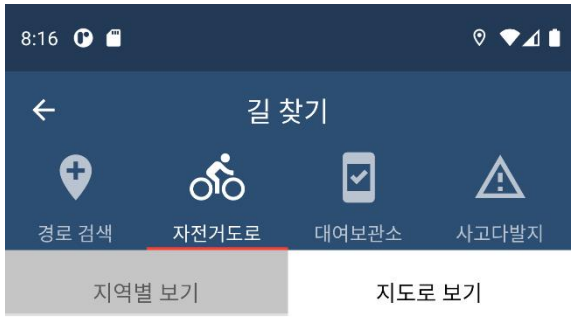 8:16
길 찾기
경로 검색 자전거도로 대여보관소 사고다발지
지역별 보기 지도로 보기